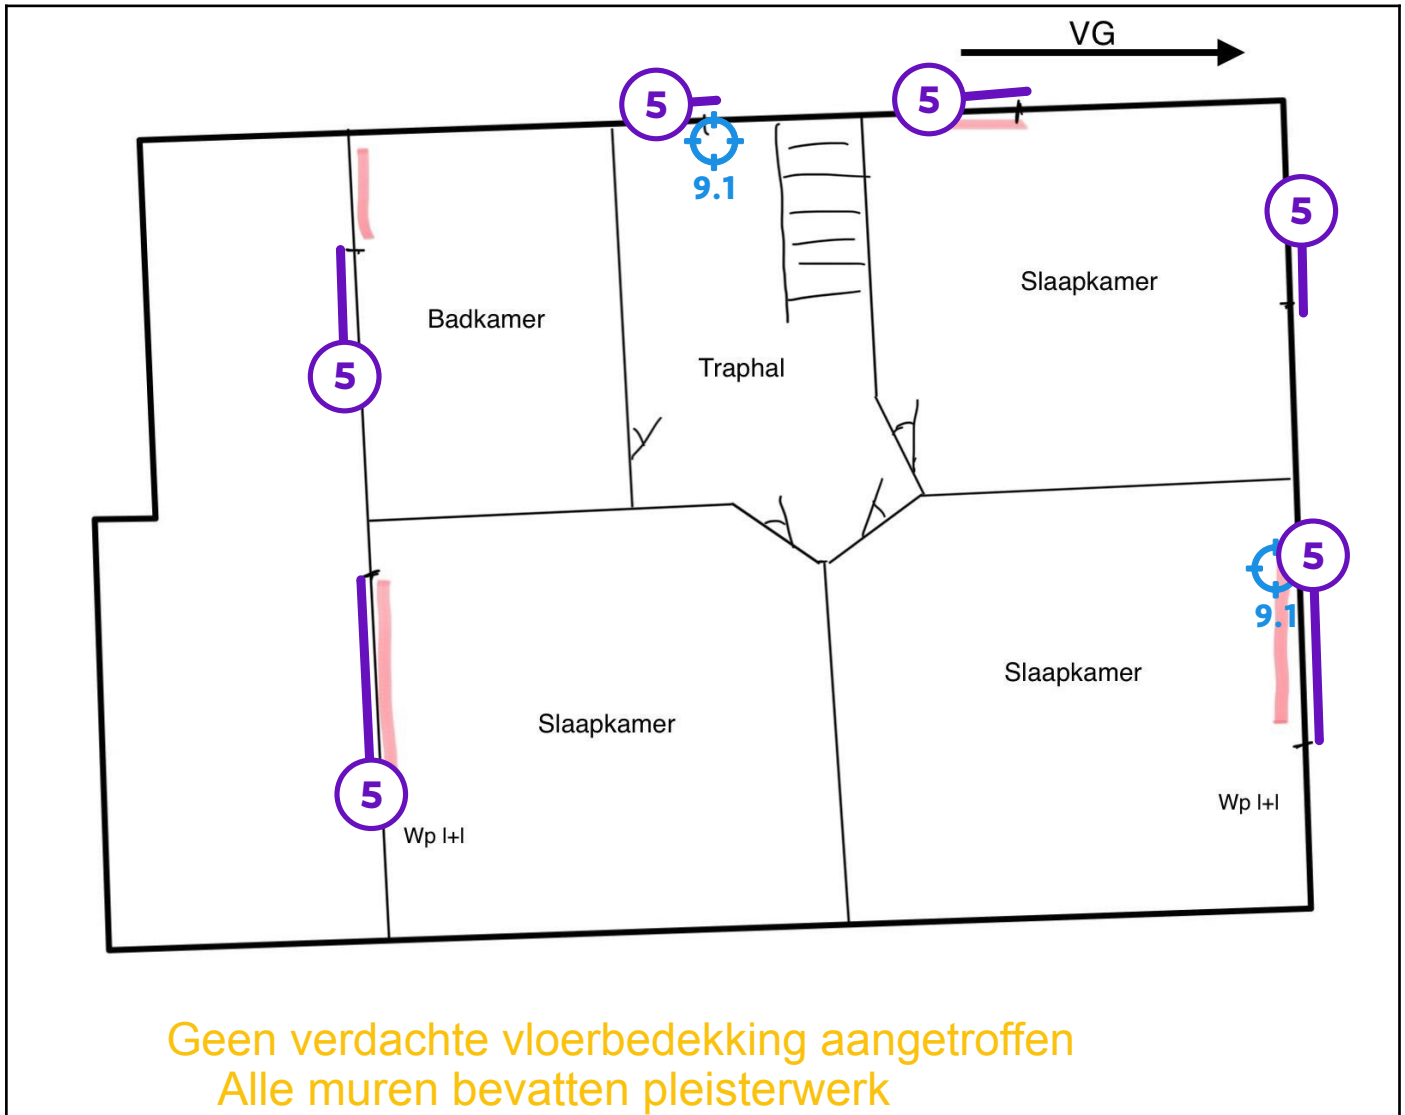 VG
5
5
9.1
5
Slaapkamer
Badkamer
Traphal
5
5
9.1
Slaapkamer
Slaapkamer
5
Wp l+l
Wp l+l
Geen verdachte vloerbedekking aangetroffen
Alle muren bevatten pleisterwerk